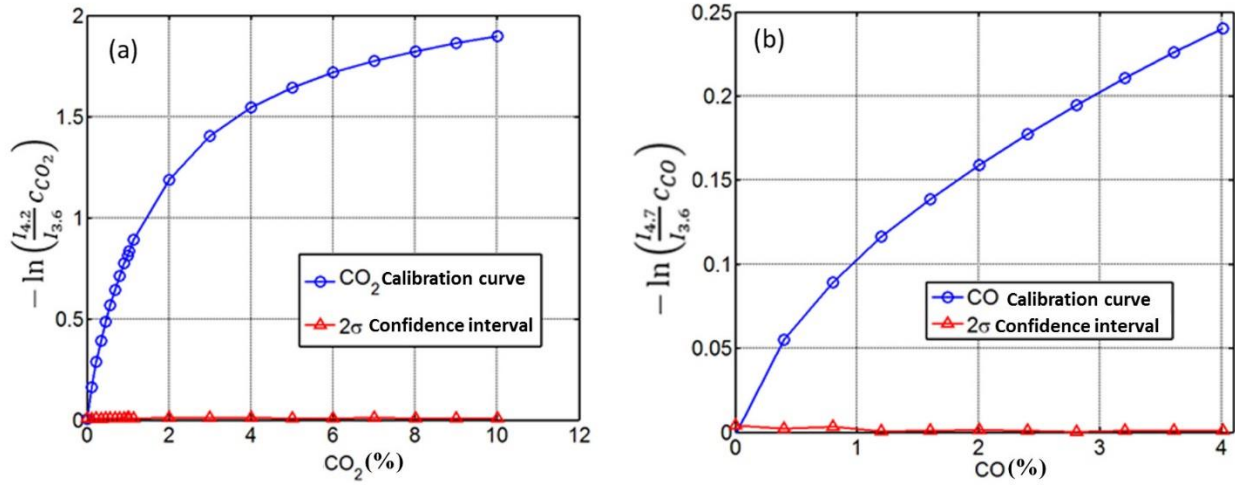 (a)
2
1.5
1
0.5
0
0
2
4
6
8
10
12
−ln(I4.2/I3.6 cCO2)
CO2(%)
CO2 Calibration curve
2σ Confidence interval
(b)
0.25
0.2
0.15
0.1
0.05
0
0
1
2
3
4
−ln(I4.7/I3.6 cCO)
CO(%)
CO Calibration curve
2σ Confidence interval